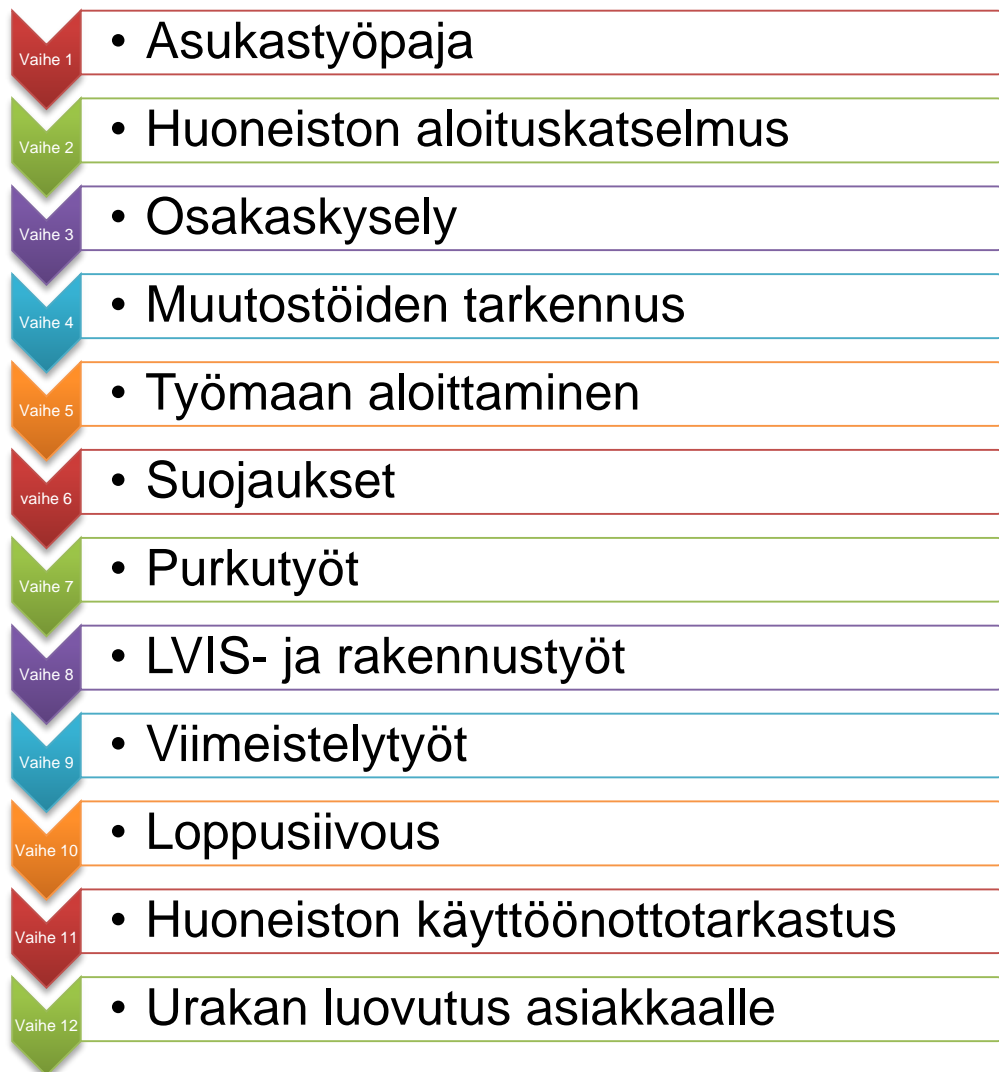 Vaihe 1 • Asukastyöpaja
Vaihe 2 • Huoneiston aloituskatselmus
Vaihe 3 • Osakaskysely
Vaihe 4 • Muutostöiden tarkennus
Vaihe 5 • Työmaan aloittaminen
vaihe 6 • Suojaukset
Vaihe 7 • Purkutyöt
Vaihe 8 • LVIS- ja rakennustyöt
Vaihe 9 • Viimeistelytyöt
Vaihe 10 • Loppusiivous
Vaihe 11 • Huoneiston käyttöönottotarkastus
Vaihe 12 • Urakan luovutus asiakkaalle